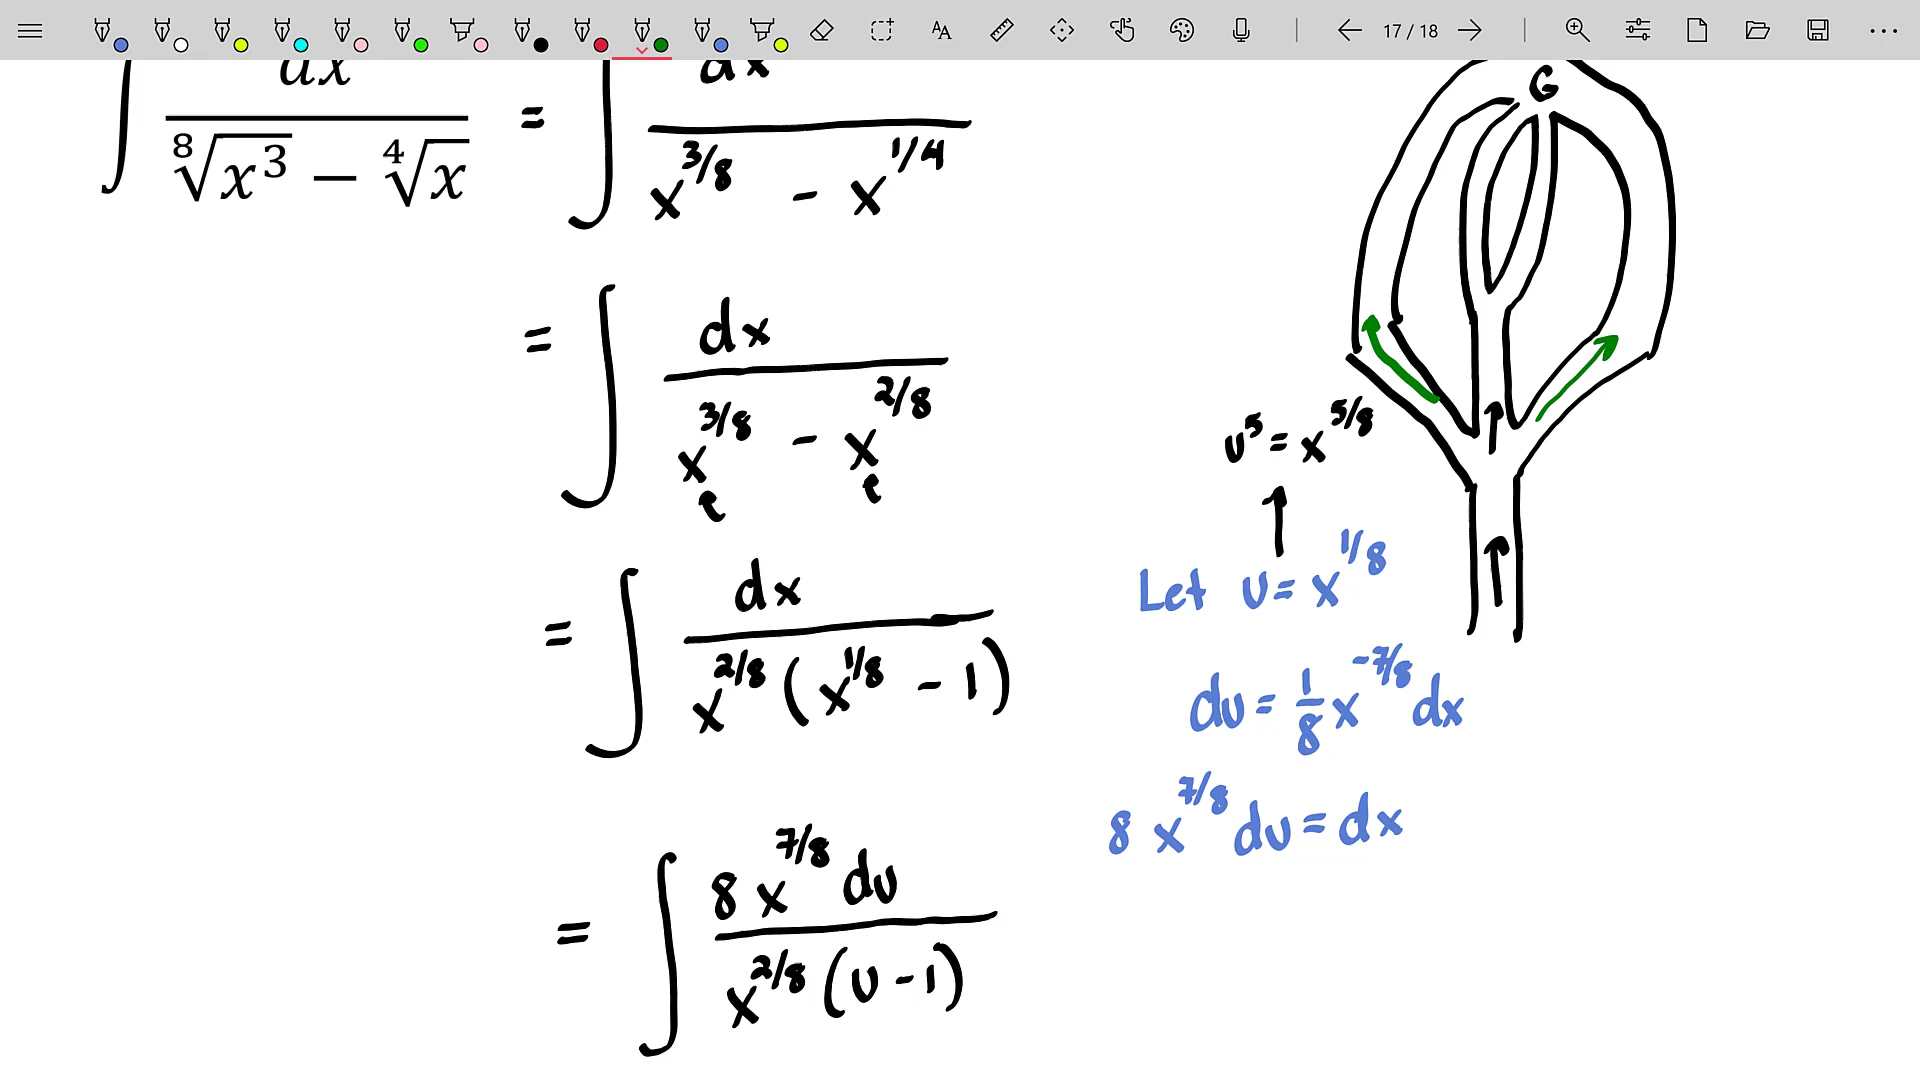 17 / 18
∫ dx / (⁸√x³ − ⁴√x) = ∫ dx / (x^(3/8) - x^(1/4))
G
= ∫ dx / (x^(3/8) - x^(2/8))
u⁵ = x^(5/8)
Let u = x^(1/8)
= ∫ dx / (x^(2/8) (x^(1/8) - 1))
du = 1/8 x^(-7/8) dx
8 x^(7/8) du = dx
= ∫ 8 x^(7/8) du / (x^(2/8) (u - 1))